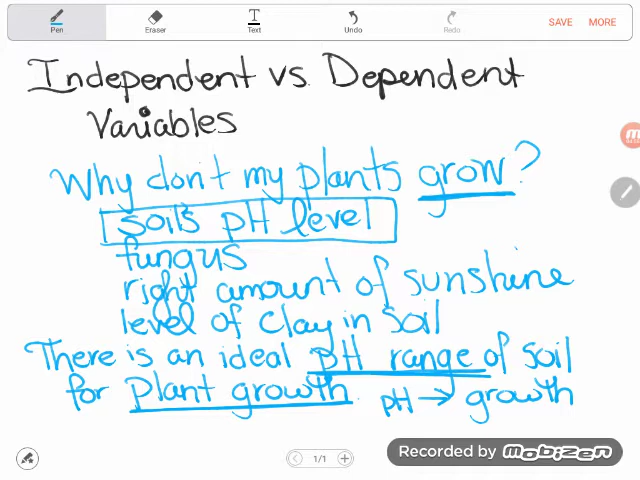 Pen Eraser Text Undo Redo SAVE MORE
Independent vs. Dependent
Variables
Why don't my plants grow?
soil's pH level
fungus
right amount of sunshine
level of clay in soil
There is an ideal pH range of soil
for plant growth. pH → growth
1/1
Recorded by Mobizen